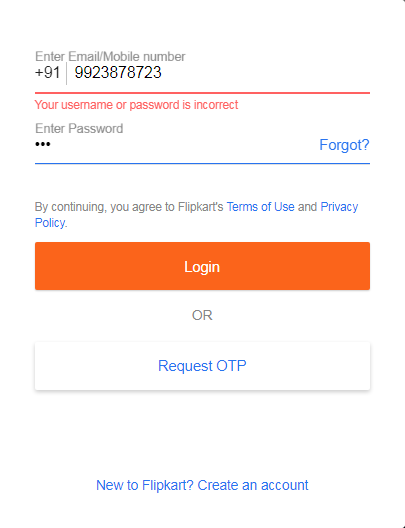 Enter Email/Mobile number
+91 9923878723
Your username or password is incorrect
Enter Password
••• Forgot?
By continuing, you agree to Flipkart's Terms of Use and Privacy
Policy.
Login
OR
Request OTP
New to Flipkart? Create an account